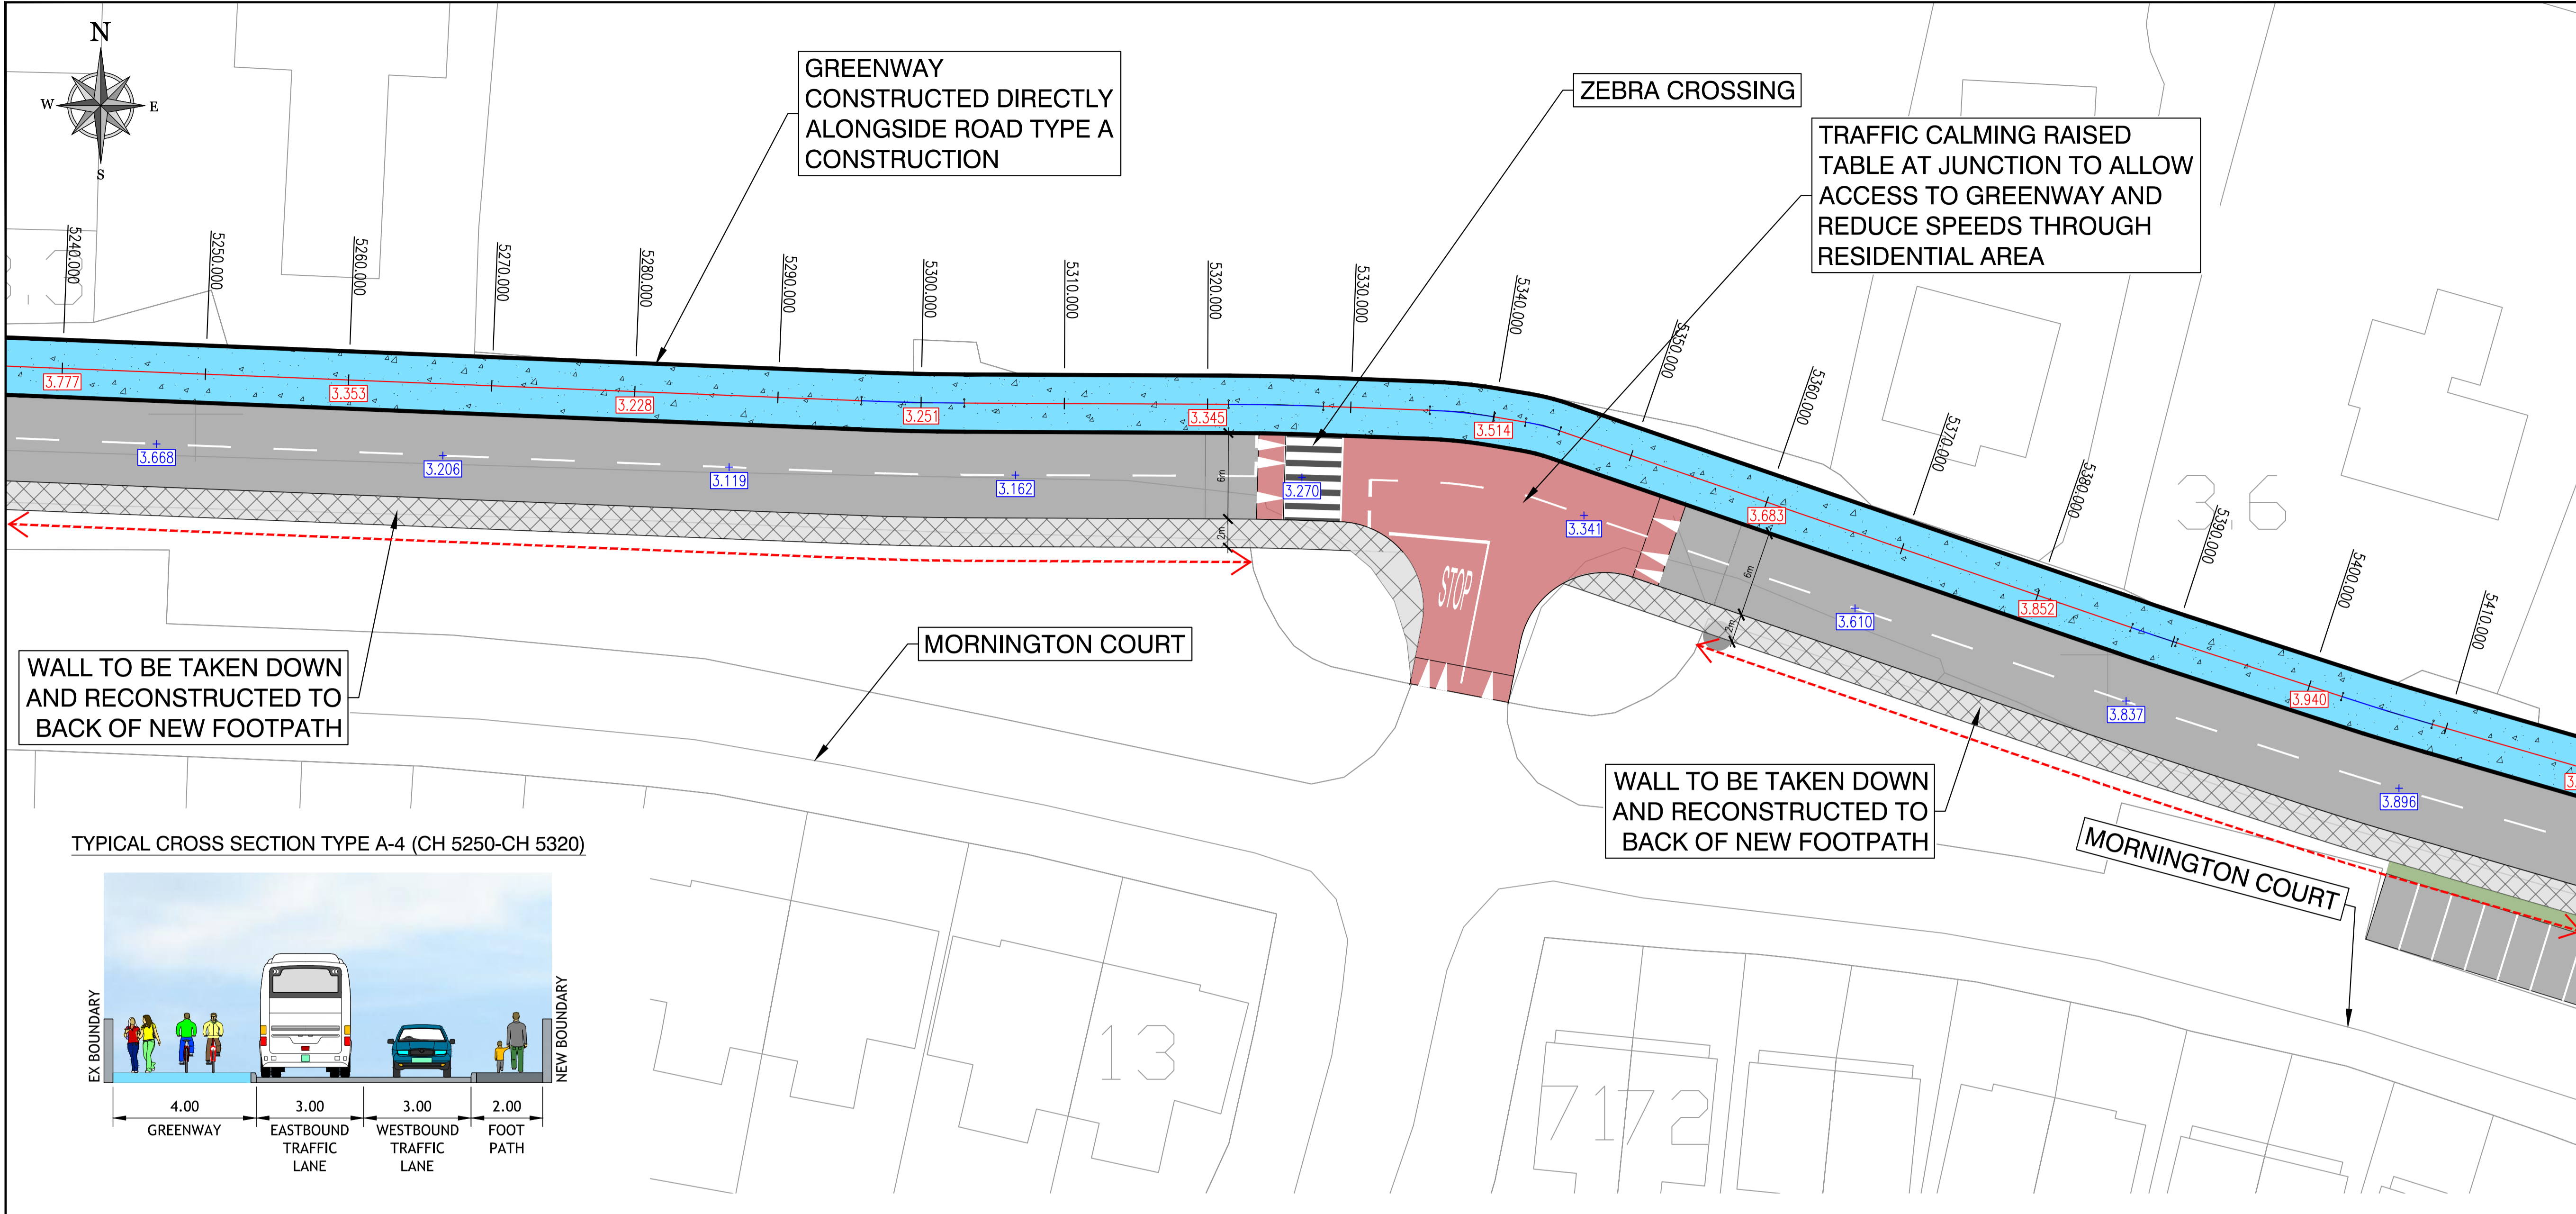 N
W
E
S
GREENWAY
CONSTRUCTED DIRECTLY
ALONGSIDE ROAD TYPE A
CONSTRUCTION
ZEBRA CROSSING
TRAFFIC CALMING RAISED
TABLE AT JUNCTION TO ALLOW
ACCESS TO GREENWAY AND
REDUCE SPEEDS THROUGH
RESIDENTIAL AREA
5240.000
5250.000
5260.000
5270.000
5280.000
5290.000
5300.000
5310.000
5320.000
5330.000
5340.000
5350.000
5360.000
5370.000
5380.000
5390.000
5400.000
5410.000
3.6
3.777
3.353
3.228
3.251
3.345
3.514
3.683
3.852
3.940
3.668
3.206
3.119
3.162
3.270
3.341
3.610
3.837
3.896
6m
2m
6m
2m
STOP
WALL TO BE TAKEN DOWN
AND RECONSTRUCTED TO
BACK OF NEW FOOTPATH
MORNINGTON COURT
WALL TO BE TAKEN DOWN
AND RECONSTRUCTED TO
BACK OF NEW FOOTPATH
MORNINGTON COURT
TYPICAL CROSS SECTION TYPE A-4 (CH 5250-CH 5320)
EX BOUNDARY
NEW BOUNDARY
4.00
3.00
3.00
2.00
GREENWAY
EASTBOUND
TRAFFIC
LANE
WESTBOUND
TRAFFIC
LANE
FOOT
PATH
13
7172